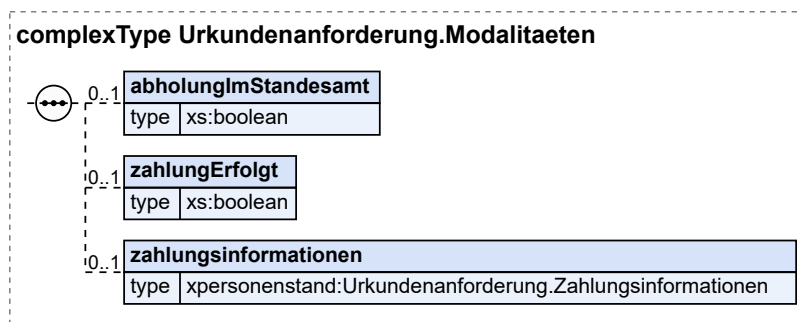 complexType Urkundenanforderung.Modalitaeten
0..1 abholungImStandesamt
type xs:boolean
0..1 zahlungErfolgt
type xs:boolean
0..1 zahlungsinformationen
type xpersonenstand:Urkundenanforderung.Zahlungsinformationen